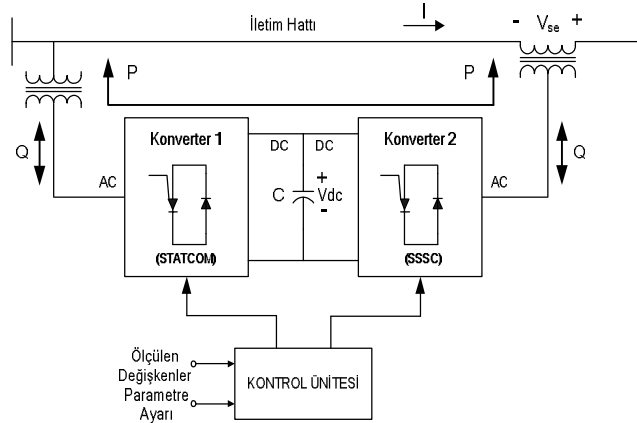 I
İletim Hattı
- Vse +
P
P
Q
Konverter 1
DC
DC
Konverter 2
Q
AC
C
+
Vdc
-
AC
(STATCOM)
(SSSC)
Ölçülen
Değişkenler
Parametre
Ayarı
KONTROL ÜNİTESİ